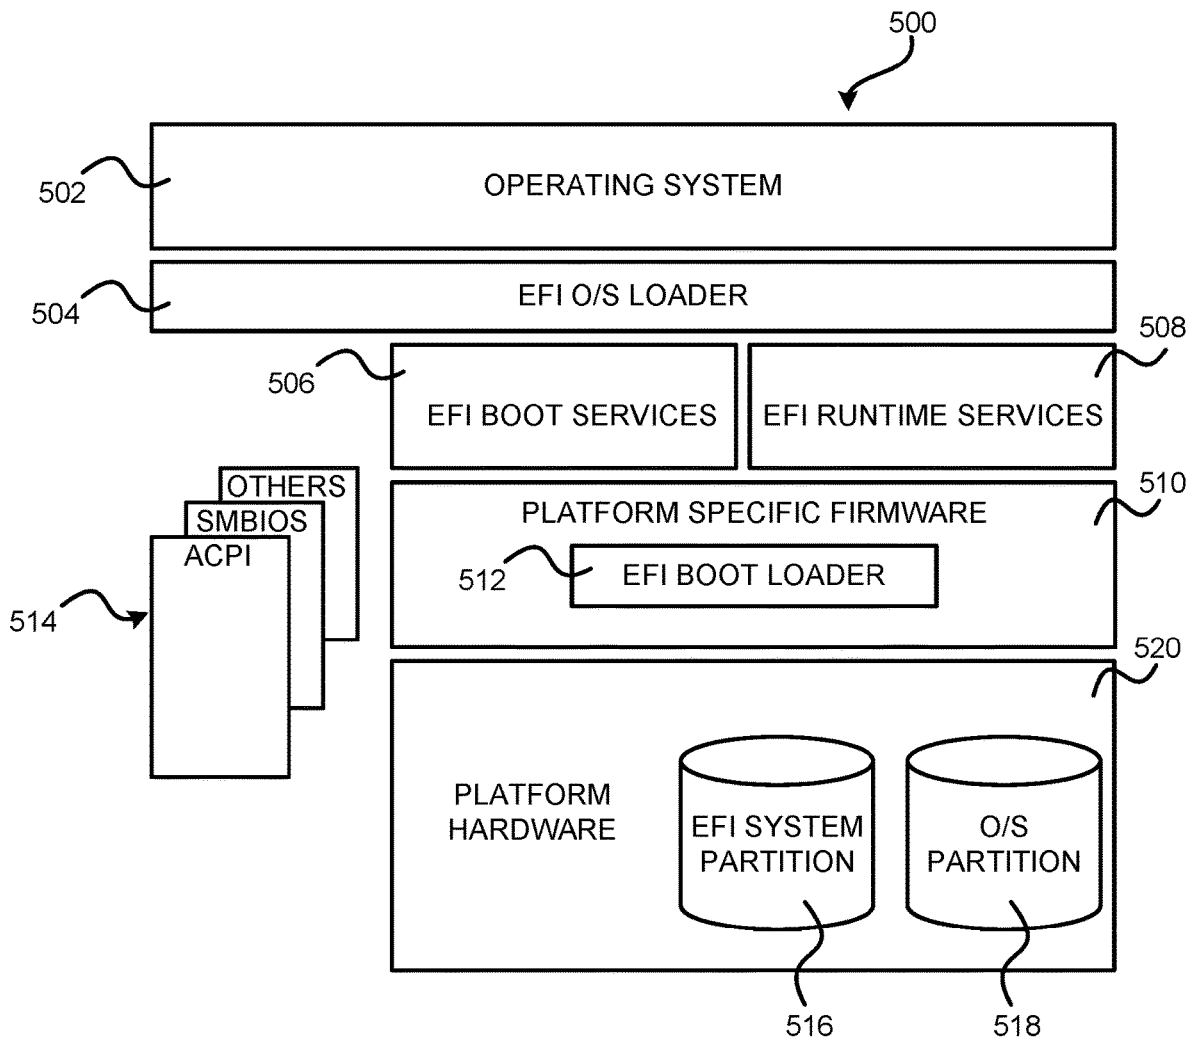 500
502
OPERATING SYSTEM
504
EFI O/S LOADER
506
508
EFI BOOT SERVICES
EFI RUNTIME SERVICES
OTHERS
SMBIOS
ACPI
514
510
PLATFORM SPECIFIC FIRMWARE
512
EFI BOOT LOADER
520
PLATFORM
HARDWARE
EFI SYSTEM
PARTITION
O/S
PARTITION
516
518